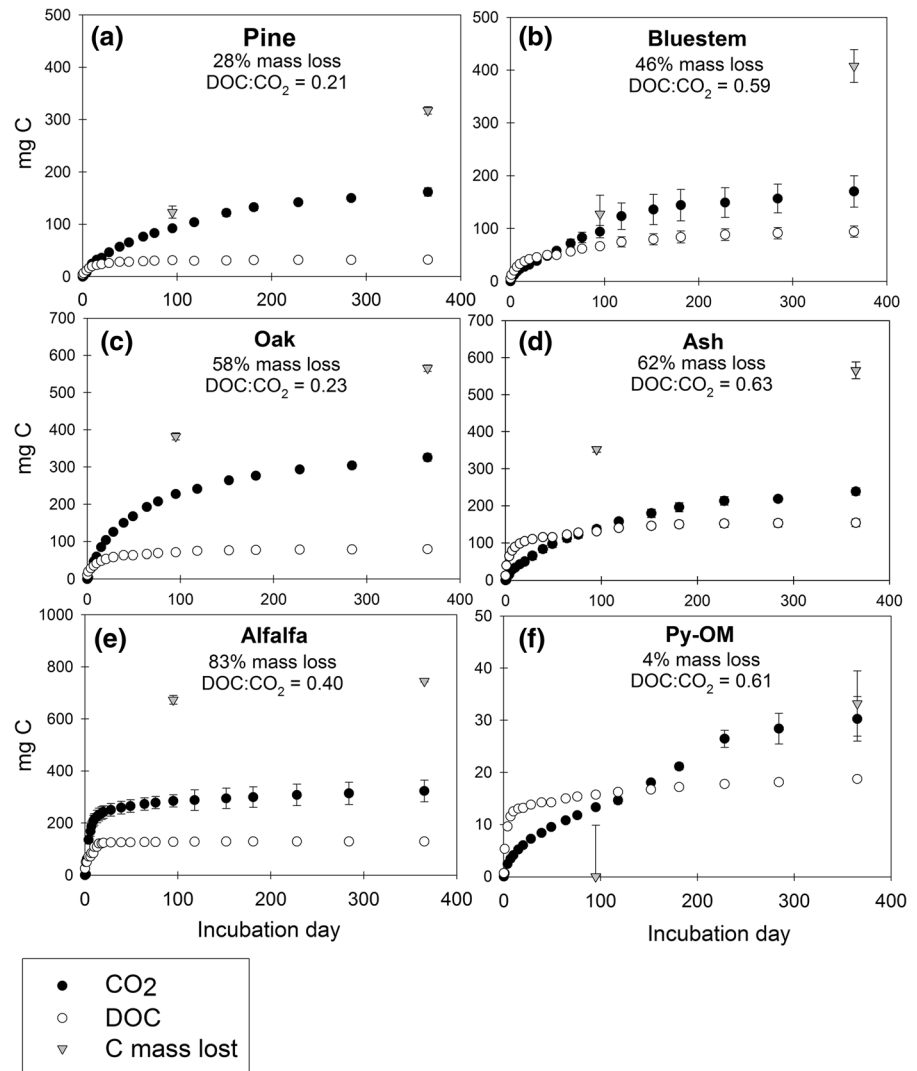 (a)
Pine
28% mass loss
DOC:CO₂ = 0.21
mg C
500
400
300
200
100
0
0 100 200 300 400
(b)
Bluestem
46% mass loss
DOC:CO₂ = 0.59
500
400
300
200
100
0
0 100 200 300 400
(c)
Oak
58% mass loss
DOC:CO₂ = 0.23
mg C
700
600
500
400
300
200
100
0
0 100 200 300 400
(d)
Ash
62% mass loss
DOC:CO₂ = 0.63
700
600
500
400
300
200
100
0
0 100 200 300 400
(e)
Alfalfa
83% mass loss
DOC:CO₂ = 0.40
mg C
1000
800
600
400
200
0
0 100 200 300 400
Incubation day
(f)
Py-OM
4% mass loss
DOC:CO₂ = 0.61
50
40
30
20
10
0
0 100 200 300 400
Incubation day
CO2
DOC
C mass lost